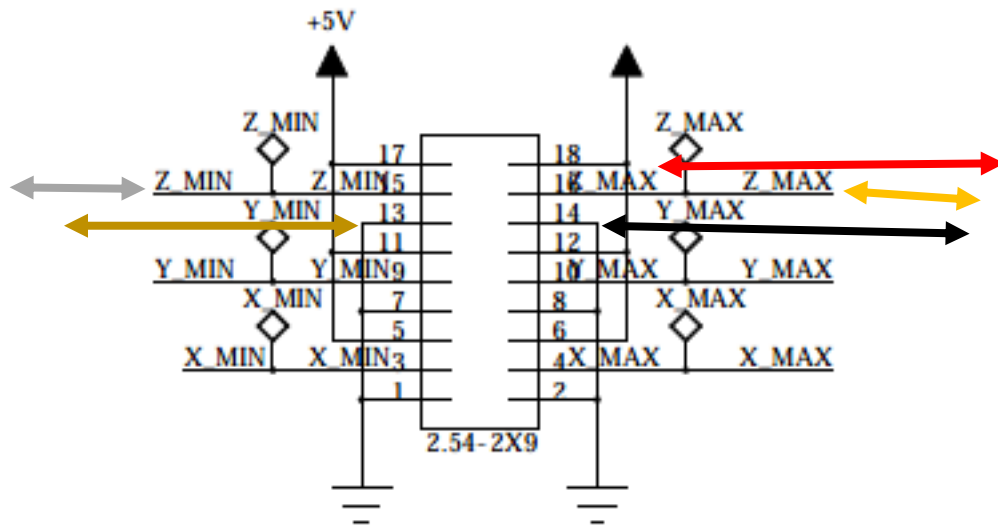 +5V
Z_MIN Z_MAX
17 18
Z_MIN Z_MIN 15 16 Z_MAX Z_MAX
Y_MIN 13 14 Y_MAX
11 12
Y_MIN Y_MIN 9 10 Y_MAX Y_MAX
X_MIN 7 8 X_MAX
5 6
X_MIN X_MIN 3 4 X_MAX X_MAX
1 2
2.54-2X9